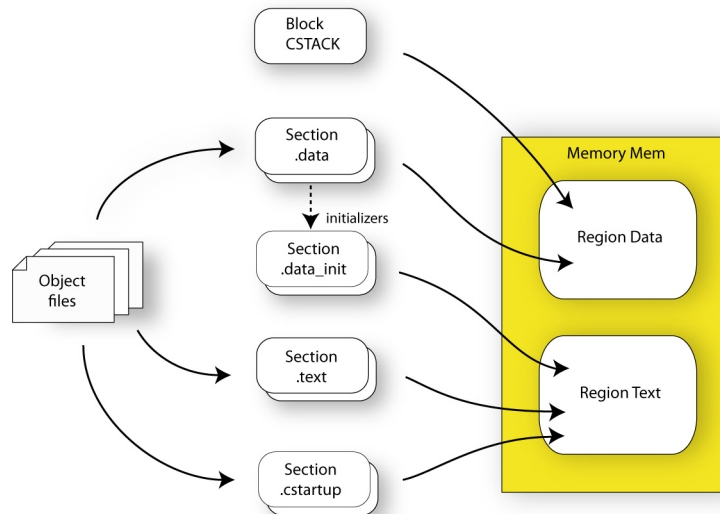 Block
CSTACK
Section
.data
initializers
Section
.data_init
Object
files
Section
.text
Section
.cstartup
Memory Mem
Region Data
Region Text